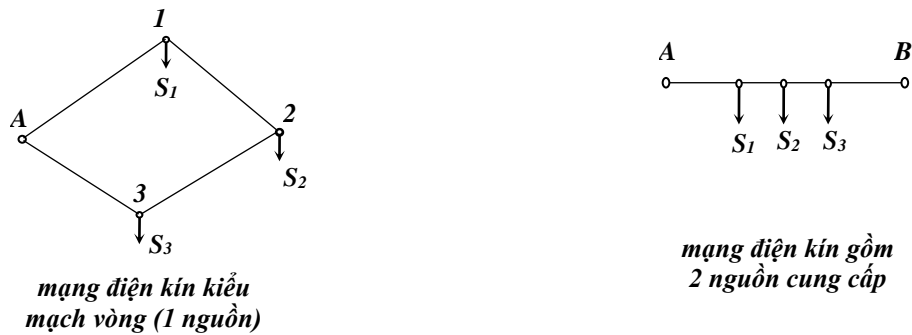 1
S1
A
2
S2
3
S3
mạng điện kín kiểu
mạch vòng (1 nguồn)
A
B
S1 S2 S3
mạng điện kín gồm
2 nguồn cung cấp